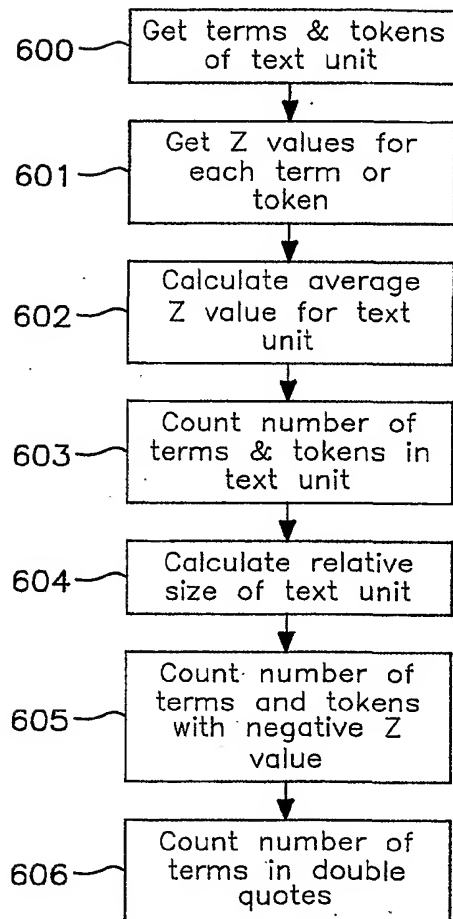 600
Get terms & tokens
of text unit
601
Get Z values for
each term or
token
602
Calculate average
Z value for text
unit
603
Count number of
terms & tokens in
text unit
604
Calculate relative
size of text unit
605
Count number of
terms and tokens
with negative Z
value
606
Count number of
terms in double
quotes